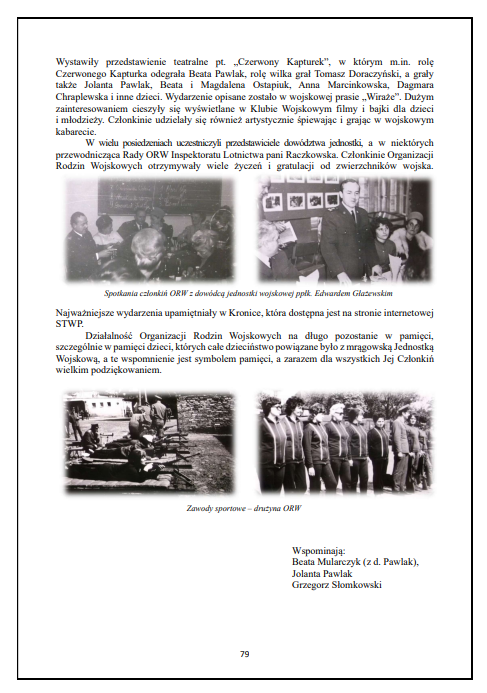 Wystawiły przedstawienie teatralne pt. „Czerwony Kapturek”, w którym m.in. rolę
Czerwonego Kapturka odegrała Beata Pawlak, rolę wilka grał Tomasz Doraczyński, a grały
także Jolanta Pawlak, Beata i Magdalena Ostapiuk, Anna Marcinkowska, Dagmara
Chraplewska i inne dzieci. Wydarzenie opisane zostało w wojskowej prasie „Wiraże”. Dużym
zainteresowaniem cieszyły się wyświetlane w Klubie Wojskowym filmy i bajki dla dzieci
i młodzieży. Członkinie udzielały się również artystycznie śpiewając i grając w wojskowym
kabarecie.
W wielu posiedzeniach uczestniczyli przedstawiciele dowództwa jednostki, a w niektórych
przewodnicząca Rady ORW Inspektoratu Lotnictwa pani Raczkowska. Członkinie Organizacji
Rodzin Wojskowych otrzymywały wiele życzeń i gratulacji od zwierzchników wojska.
Spotkania członkiń ORW z dowódcą jednostki wojskowej ppłk. Edwardem Głażewskim
Najważniejsze wydarzenia upamiętniały w Kronice, która dostępna jest na stronie internetowej
STWP.
Działalność Organizacji Rodzin Wojskowych na długo pozostanie w pamięci,
szczególnie w pamięci dzieci, których całe dzieciństwo powiązane było z mrągowską Jednostką
Wojskową, a te wspomnienie jest symbolem pamięci, a zarazem dla wszystkich Jej Członkiń
wielkim podziękowaniem.
Zawody sportowe – drużyna ORW
Wspominają:
Beata Mularczyk (z d. Pawlak),
Jolanta Pawlak
Grzegorz Słomkowski
79